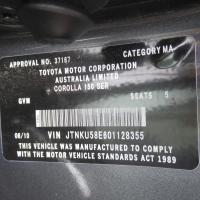 CATEGORY MA
APPROVAL NO. 37167
TOYOTA MOTOR CORPORATION
AUSTRALIA LIMITED
COROLLA 150 SER
GVM SEATS 5
06/10 VIN JTNKU58E601128355
THIS VEHICLE WAS MANUFACTURED TO COMPLY
WITH THE MOTOR VEHICLE STANDARDS ACT 1989